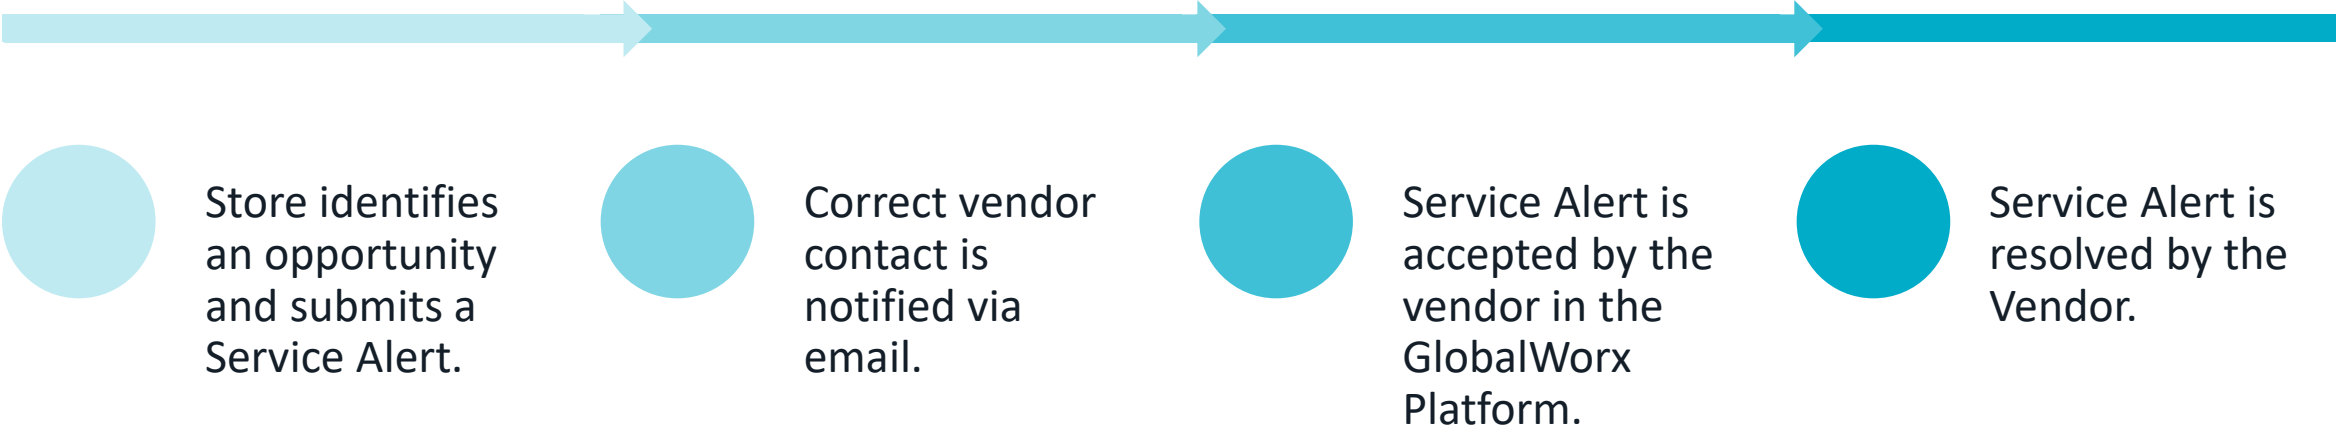 Store identifies
an opportunity
and submits a
Service Alert.
Correct vendor
contact is
notified via
email.
Service Alert is
accepted by the
vendor in the
GlobalWorx
Platform.
Service Alert is
resolved by the
Vendor.